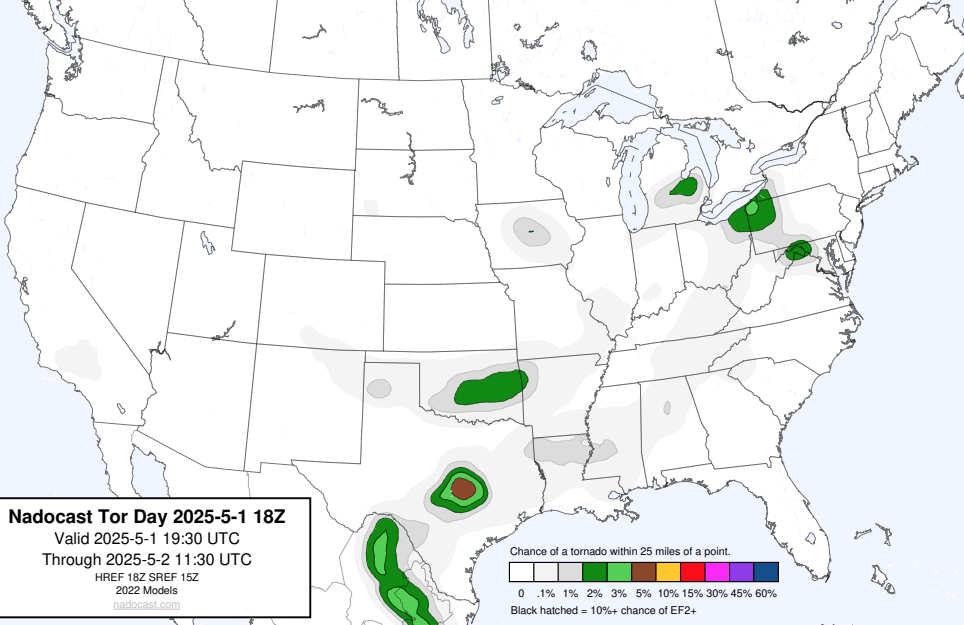 Nadocast Tor Day 2025-5-1 18Z
Valid 2025-5-1 19:30 UTC
Through 2025-5-2 11:30 UTC
HREF 18Z SREF 15Z
2022 Models
nadocast.com
Chance of a tornado within 25 miles of a point.
0 .1% 1% 2% 3% 5% 10% 15% 30% 45% 60%
Black hatched = 10%+ chance of EF2+